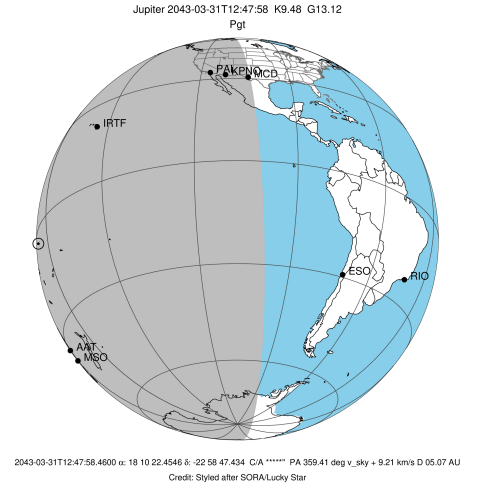 Jupiter 2043-03-31T12:47:58  K9.48  G13.12
Pgt
PAL
KPNO
MCD
IRTF
ESO
RIO
AAT
MSO
2043-03-31T12:47:58.4600 α: 18 10 22.4546 δ: -22 58 47.434  C/A *****"  PA 359.41 deg v_sky + 9.21 km/s D 05.07 AU
Credit: Styled after SORA/Lucky Star